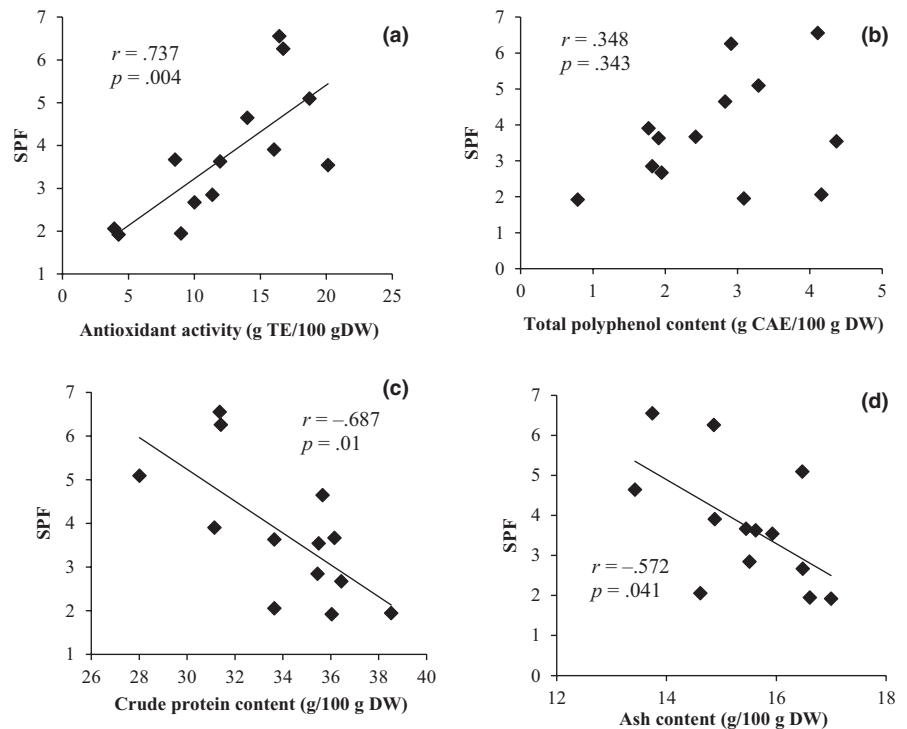 (a)
r = .737
p = .004
7
6
5
4
3
2
1
SPF
0 5 10 15 20 25
Antioxidant activity (g TE/100 gDW)
(b)
r = .348
p = .343
7
6
5
4
3
2
1
0
SPF
0 1 2 3 4 5
Total polyphenol content (g CAE/100 g DW)
(c)
r = –.687
p = .01
7
6
5
4
3
2
1
SPF
26 28 30 32 34 36 38 40
Crude protein content (g/100 g DW)
(d)
7
6
5
4
3
2
1
0
SPF
r = –.572
p = .041
12 14 16 18
Ash content (g/100 g DW)